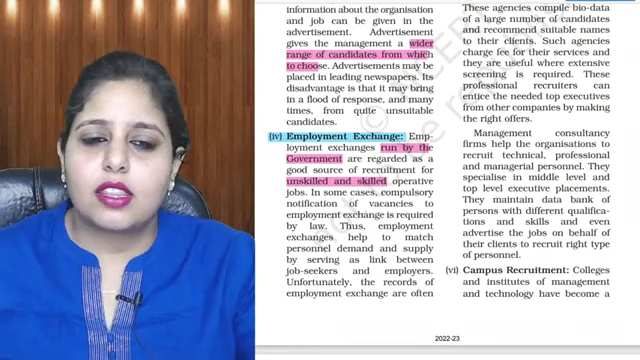 information about the organisation
and job can be given in the
advertisement. Advertisement
gives the management a wider
range of candidates from which
to choose. Advertisements may be
placed in leading newspapers. Its
disadvantage is that it may bring
in a flood of response, and many
times, from quite unsuitable
candidates.
(iv) Employment Exchange: Emp-
loyment exchanges run by the
Government are regarded as a
good source of recruitment for
unskilled and skilled operative
jobs. In some cases, compulsory
notification of vacancies to
employment exchange is required
by law. Thus, employment
exchanges help to match
personnel demand and supply
by serving as link between
job-seekers and employers.
Unfortunately, the records of
employment exchange are often
These agencies compile bio-data
of a large number of candidates
and recommend suitable names
to their clients. Such agencies
charge fee for their services and
they are useful where extensive
screening is required. These
professional recruiters can
entice the needed top executives
from other companies by making
the right offers.
Management consultancy
firms help the organisations to
recruit technical, professional and
managerial personnel. They
specialise in middle level and
top level executive placements.
They maintain data bank of
persons with different qualifica-
tions and skills and even
advertise the jobs on behalf of
their clients to recruit right type
of personnel.
(vi) Campus Recruitment: Colleges
and institutes of management
and technology have become a
2022-23